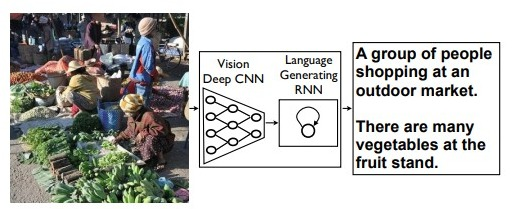 Vision
Deep CNN
Language
Generating
RNN
A group of people
shopping at an
outdoor market.
There are many
vegetables at the
fruit stand.